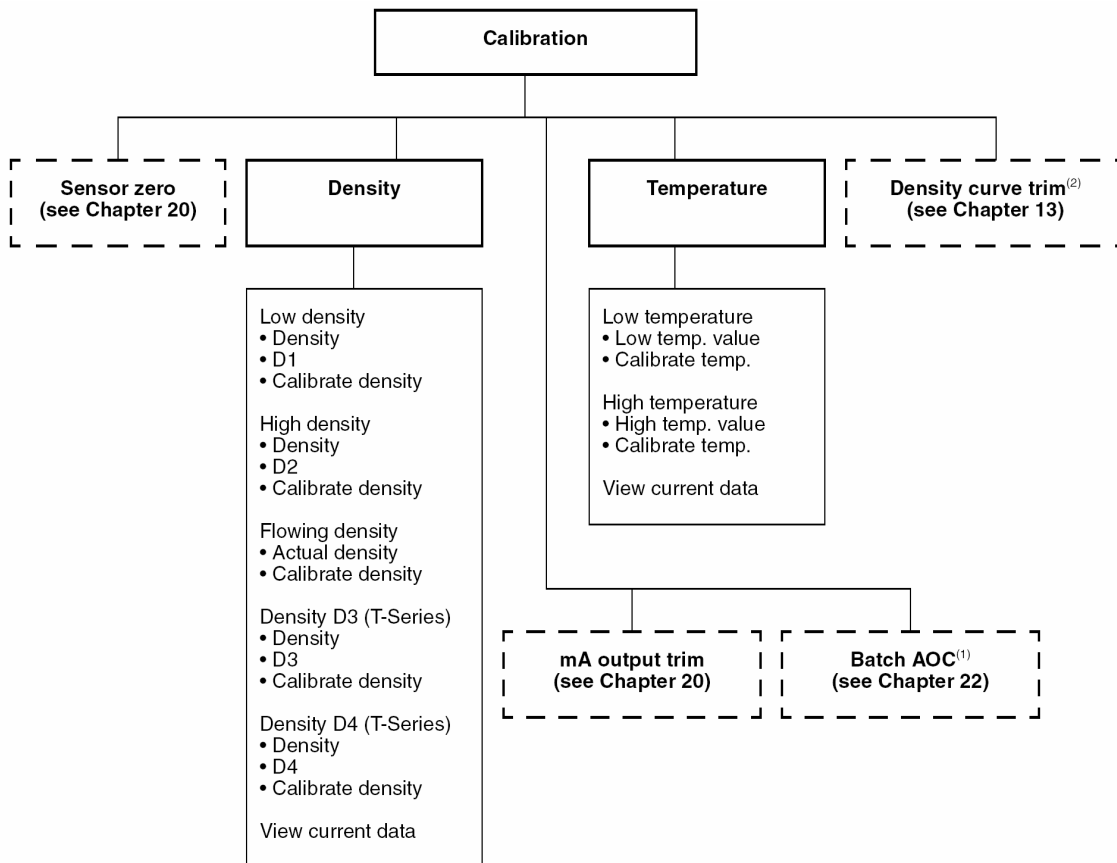 Calibration
Sensor zero
(see Chapter 20)
Density
Temperature
Density curve trim(2)
(see Chapter 13)
Low density
• Density
• D1
• Calibrate density
High density
• Density
• D2
• Calibrate density
Flowing density
• Actual density
• Calibrate density
Density D3 (T-Series)
• Density
• D3
• Calibrate density
Density D4 (T-Series)
• Density
• D4
• Calibrate density
View current data
Low temperature
• Low temp. value
• Calibrate temp.
High temperature
• High temp. value
• Calibrate temp.
View current data
mA output trim
(see Chapter 20)
Batch AOC(1)
(see Chapter 22)